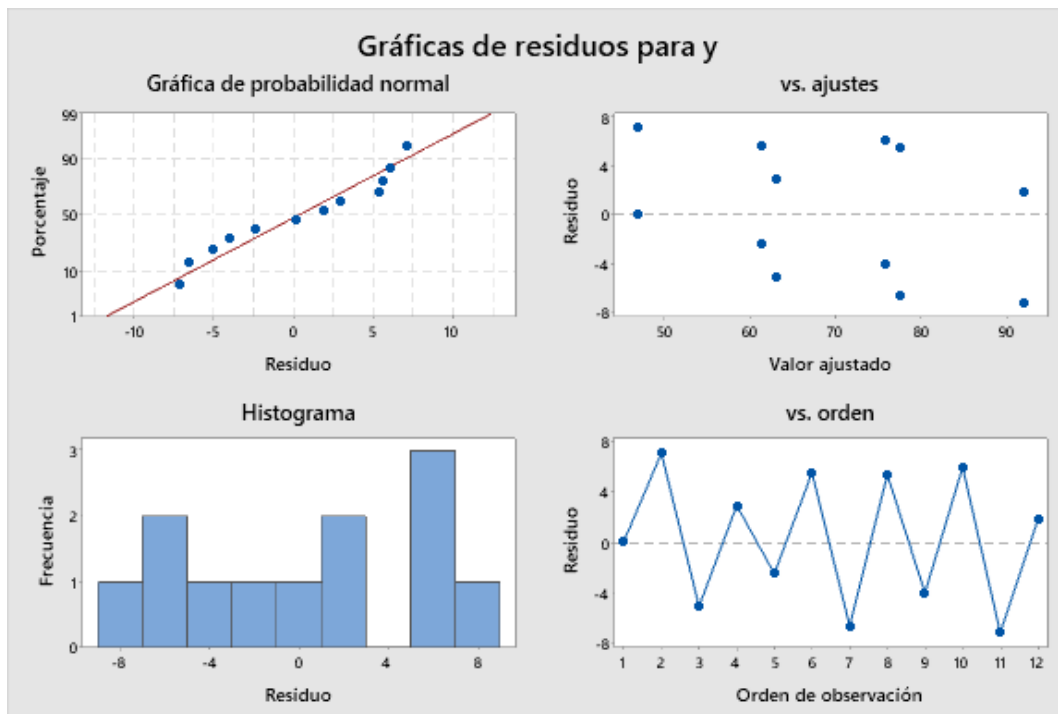 Gráficas de residuos para y
Gráfica de probabilidad normal
99
90
50
10
1
Porcentaje
-10 -5 0 5 10
Residuo
vs. ajustes
8
4
0
-4
-8
Residuo
50 60 70 80 90
Valor ajustado
Histograma
3
2
1
0
Frecuencia
-8 -4 0 4 8
Residuo
vs. orden
8
4
0
-4
-8
Residuo
1 2 3 4 5 6 7 8 9 10 11 12
Orden de observación